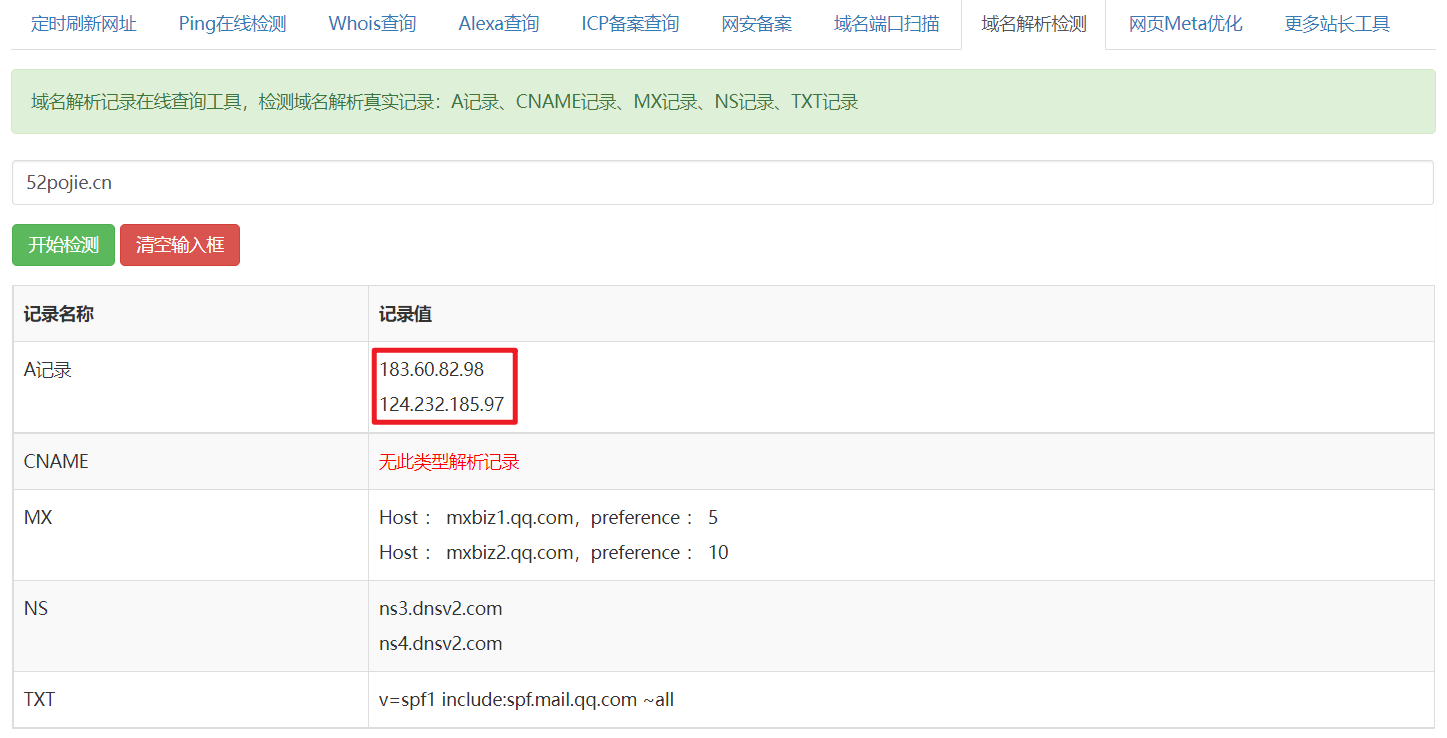 定时刷新网址 Ping在线检测 Whois查询 Alexa查询 ICP备案查询 网安备案 域名端口扫描 域名解析检测 网页Meta优化 更多站长工具
域名解析记录在线查询工具，检测域名解析真实记录：A记录、CNAME记录、MX记录、NS记录、TXT记录
52pojie.cn
开始检测 清空输入框
记录名称 记录值
A记录 183.60.82.98
124.232.185.97
CNAME 无此类型解析记录
MX Host： mxbiz1.qq.com，preference： 5
Host： mxbiz2.qq.com，preference： 10
NS ns3.dnsv2.com
ns4.dnsv2.com
TXT v=spf1 include:spf.mail.qq.com ~all